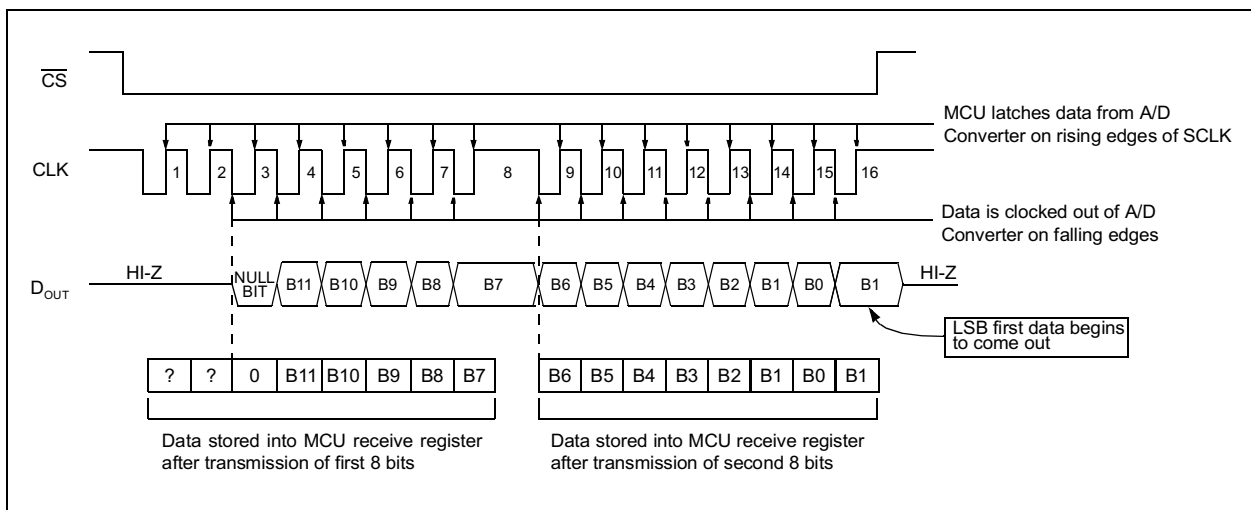 CS
MCU latches data from A/D
Converter on rising edges of SCLK
CLK
1 2 3 4 5 6 7 8 9 10 11 12 13 14 15 16
Data is clocked out of A/D
Converter on falling edges
HI-Z
DOUT
NULL
BIT
B11 B10 B9 B8 B7 B6 B5 B4 B3 B2 B1 B0 B1
HI-Z
LSB first data begins
to come out
? ? 0 B11 B10 B9 B8 B7
B6 B5 B4 B3 B2 B1 B0 B1
Data stored into MCU receive register
after transmission of first 8 bits
Data stored into MCU receive register
after transmission of second 8 bits